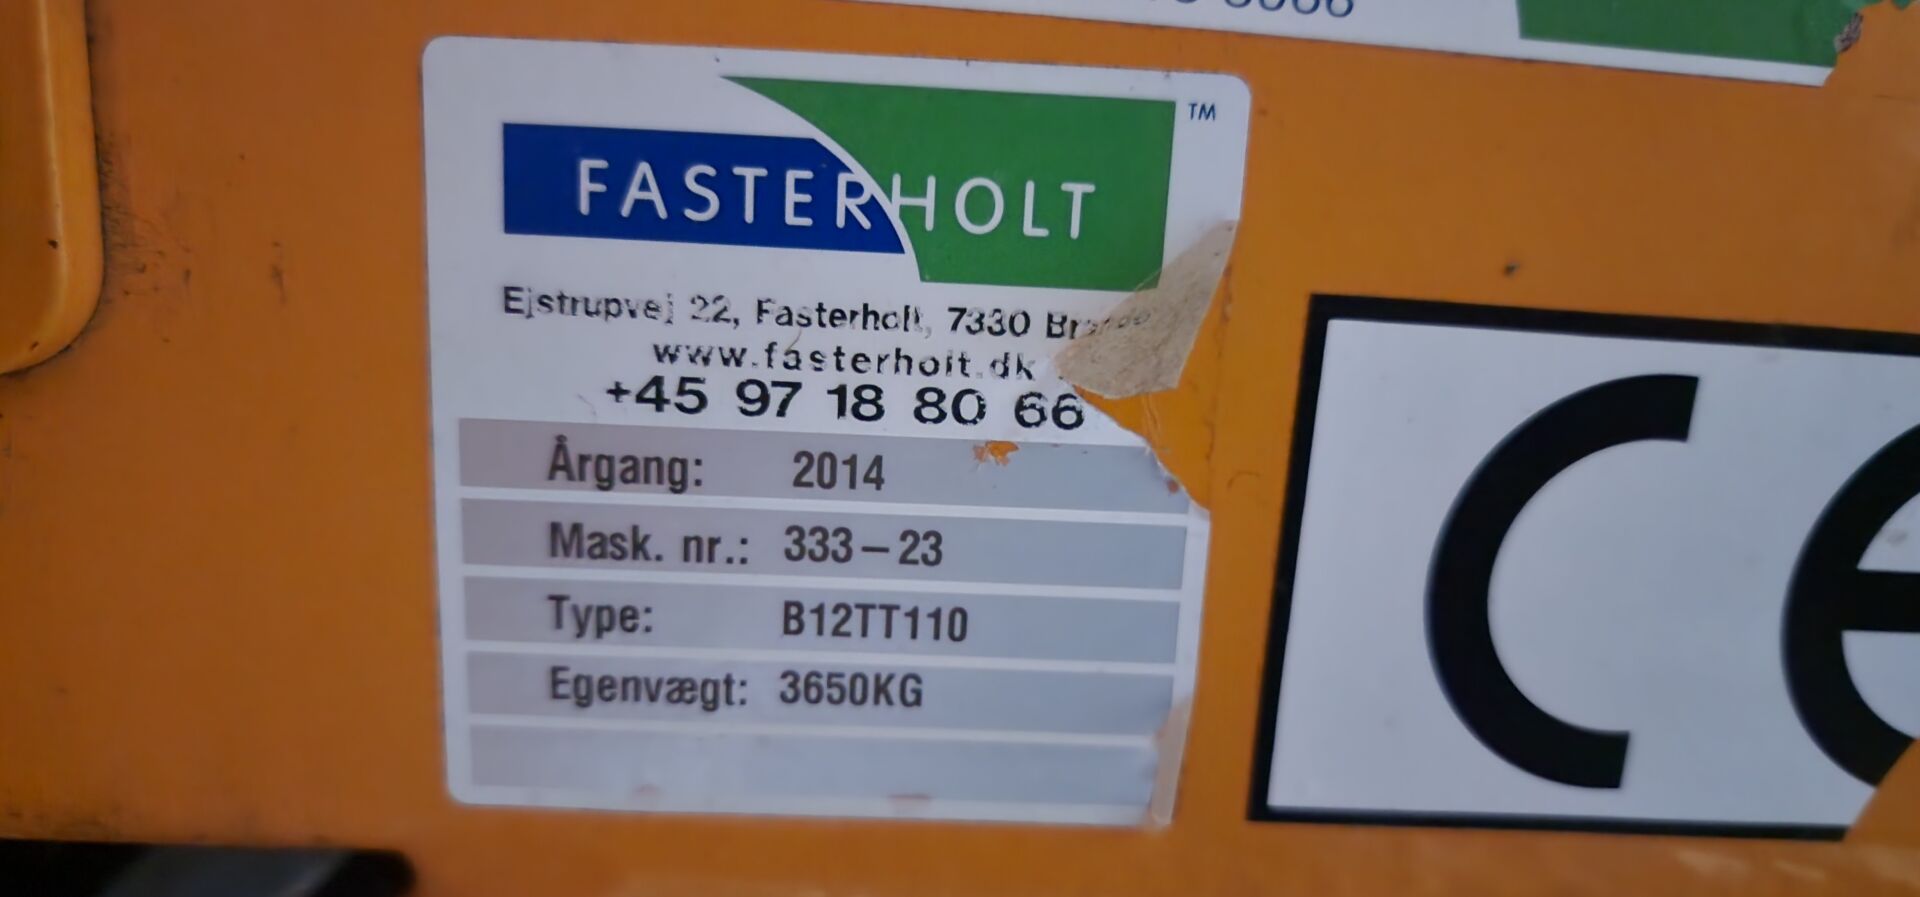 FASTERHOLT TM
Ejstrupvej 22, Fasterholt, 7330
www.fasterholt.dk
+45 97 18 80 66
Årgang: 2014
Mask. nr.: 333-23
Type: B12TT110
Egenvægt: 3650KG
CE